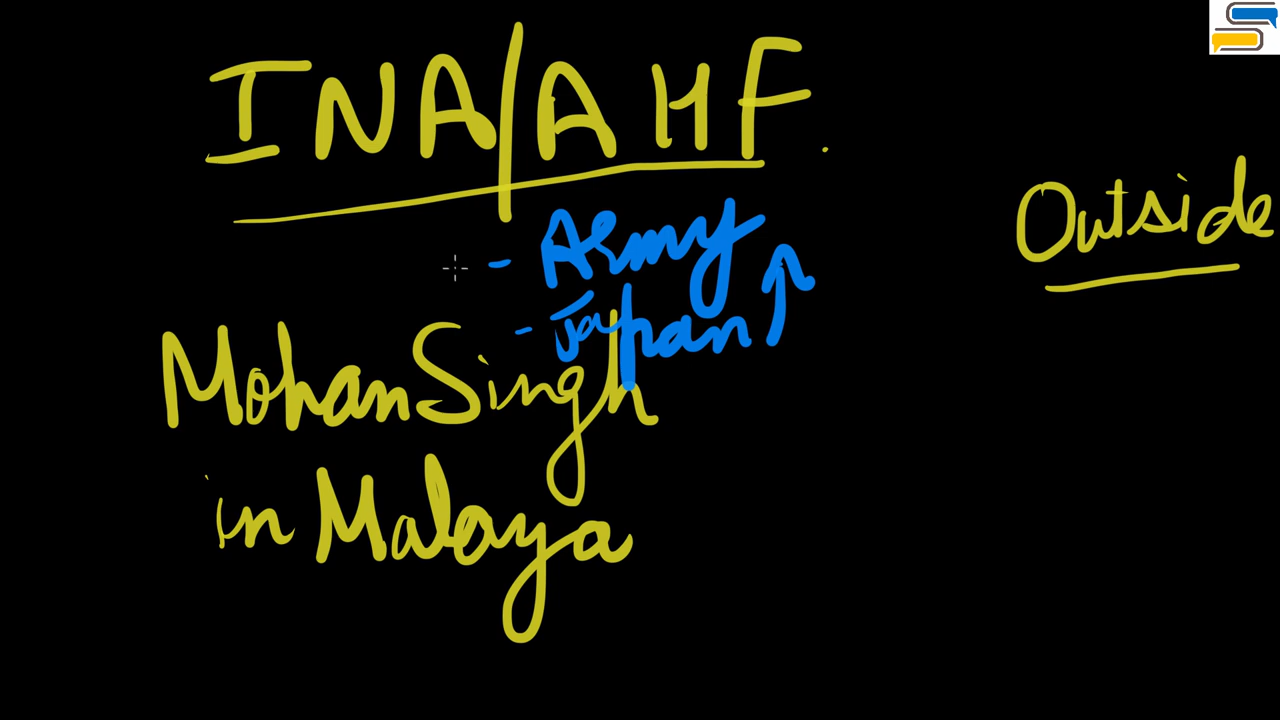 INA/AHF.
Outside
- Army
- Japan↑
Mohan Singh
in Malaya